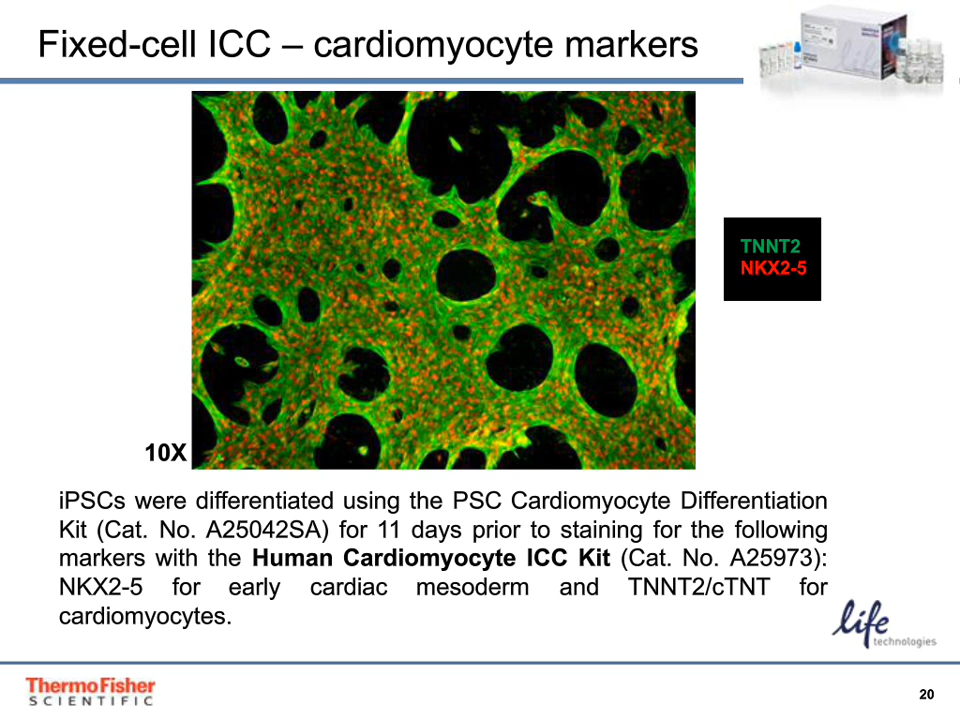 Fixed-cell ICC – cardiomyocyte markers
TNNT2
NKX2-5
10X
iPSCs were differentiated using the PSC Cardiomyocyte Differentiation
Kit (Cat. No. A25042SA) for 11 days prior to staining for the following
markers with the Human Cardiomyocyte ICC Kit (Cat. No. A25973):
NKX2-5 for early cardiac mesoderm and TNNT2/cTNT for
cardiomyocytes.
life
technologies
ThermoFisher
SCIENTIFIC
20